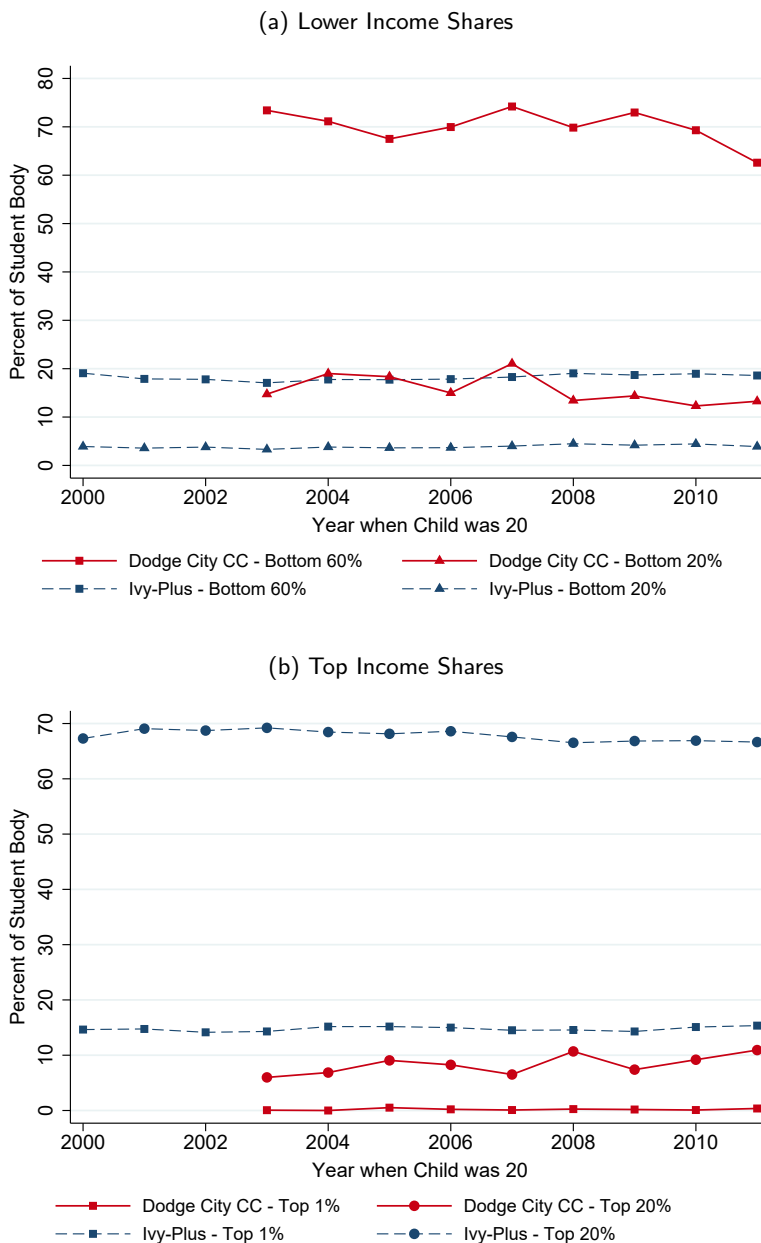 (a) Lower Income Shares
Percent of Student Body
80
70
60
50
40
30
20
10
0
2000 2002 2004 2006 2008 2010
Year when Child was 20
Dodge City CC - Bottom 60% Dodge City CC - Bottom 20%
Ivy-Plus - Bottom 60% Ivy-Plus - Bottom 20%
(b) Top Income Shares
Percent of Student Body
70
60
50
40
30
20
10
0
2000 2002 2004 2006 2008 2010
Year when Child was 20
Dodge City CC - Top 1% Dodge City CC - Top 20%
Ivy-Plus - Top 1% Ivy-Plus - Top 20%